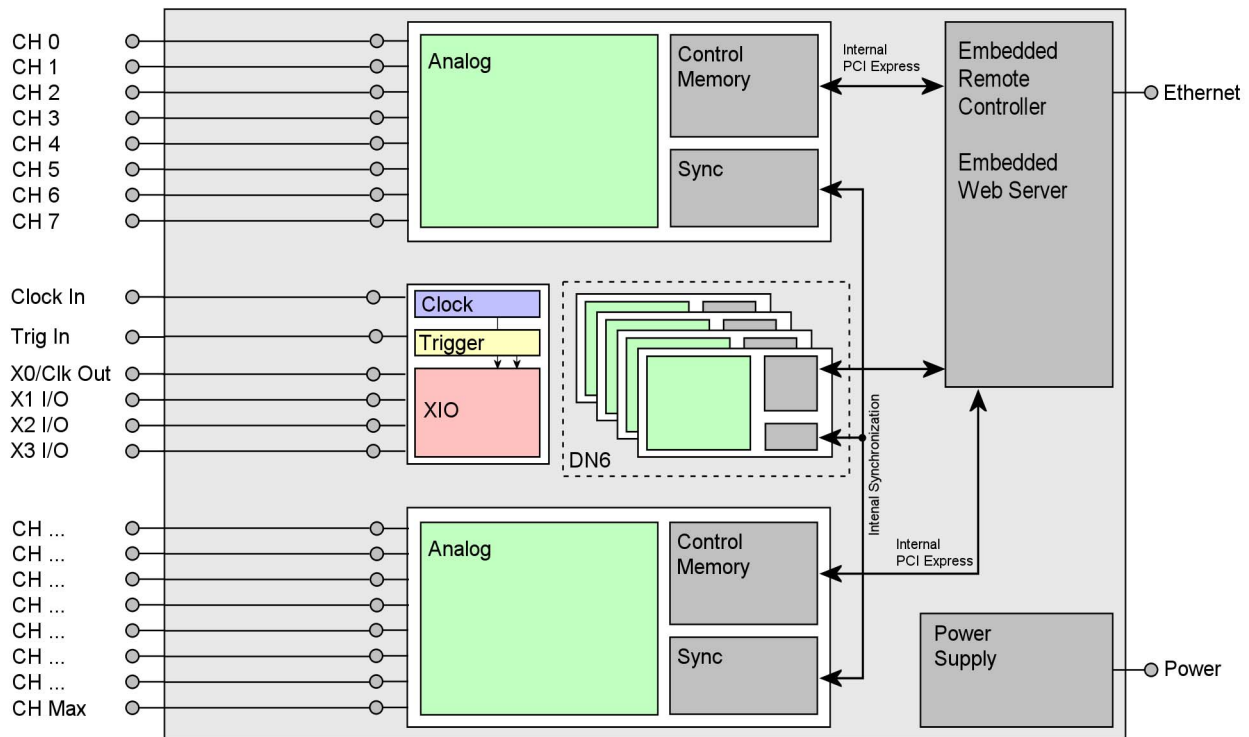 CH 0
CH 1
CH 2
CH 3
CH 4
CH 5
CH 6
CH 7
Analog
Control
Memory
Sync
Internal
PCI Express
Embedded
Remote
Controller
Embedded
Web Server
Ethernet
Clock In
Trig In
X0/Clk Out
X1 I/O
X2 I/O
X3 I/O
Clock
Trigger
XIO
DN6
Intenal Synchronization
CH ...
CH ...
CH ...
CH ...
CH ...
CH ...
CH ...
CH Max
Analog
Control
Memory
Sync
Internal
PCI Express
Power
Supply
Power